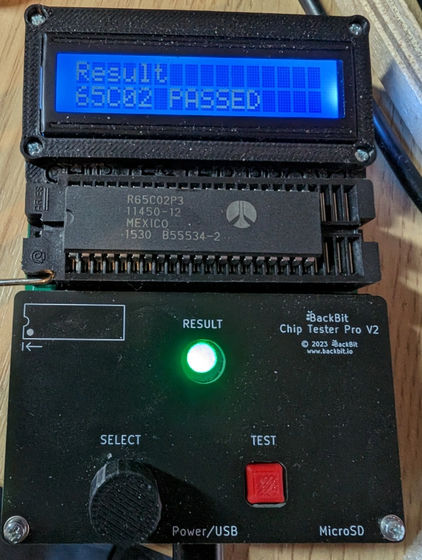 Result
65C02 PASSED
R65C02P3
11450-12
MEXICO
1530 B55534-2
RESULT
BackBit
Chip Tester Pro V2
© 2023 BackBit
www.backbit.io
SELECT
TEST
Power/USB
MicroSD